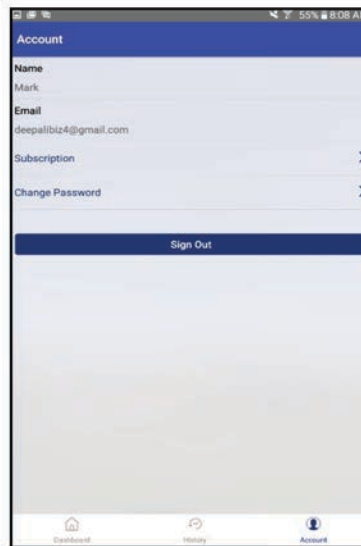 55% 8:08 A
Account
Name
Mark
Email
deepalibiz4@gmail.com
Subscription
Change Password
Sign Out
Dashboard
History
Account